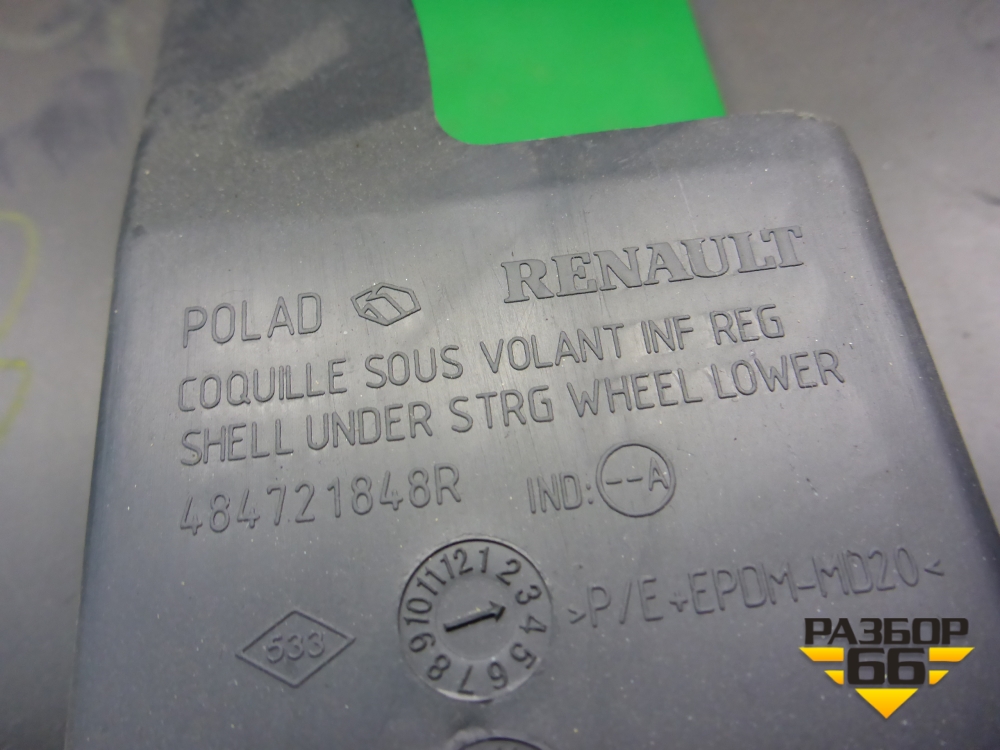 POLAD RENAULT
COQUILLE SOUS VOLANT INF REG
SHELL UNDER STRG WHEEL LOWER
484721848R IND: --A
12 1 2 3 4 5 6 7 8 9 10 11
>P/E+EPDM-MD20<
533
РАЗБОР
66